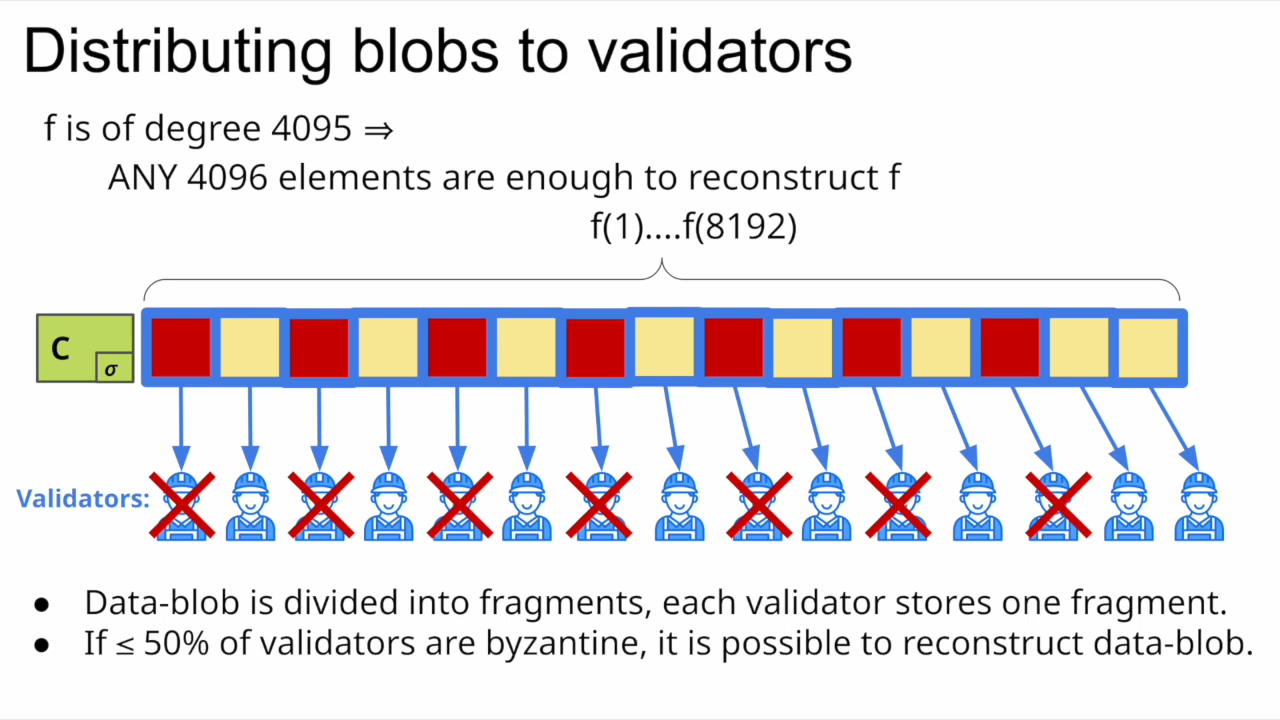 Distributing blobs to validators
f is of degree 4095 ⇒
ANY 4096 elements are enough to reconstruct f
f(1)....f(8192)
C
σ
Validators:
● Data-blob is divided into fragments, each validator stores one fragment.
● If ≤ 50% of validators are byzantine, it is possible to reconstruct data-blob.